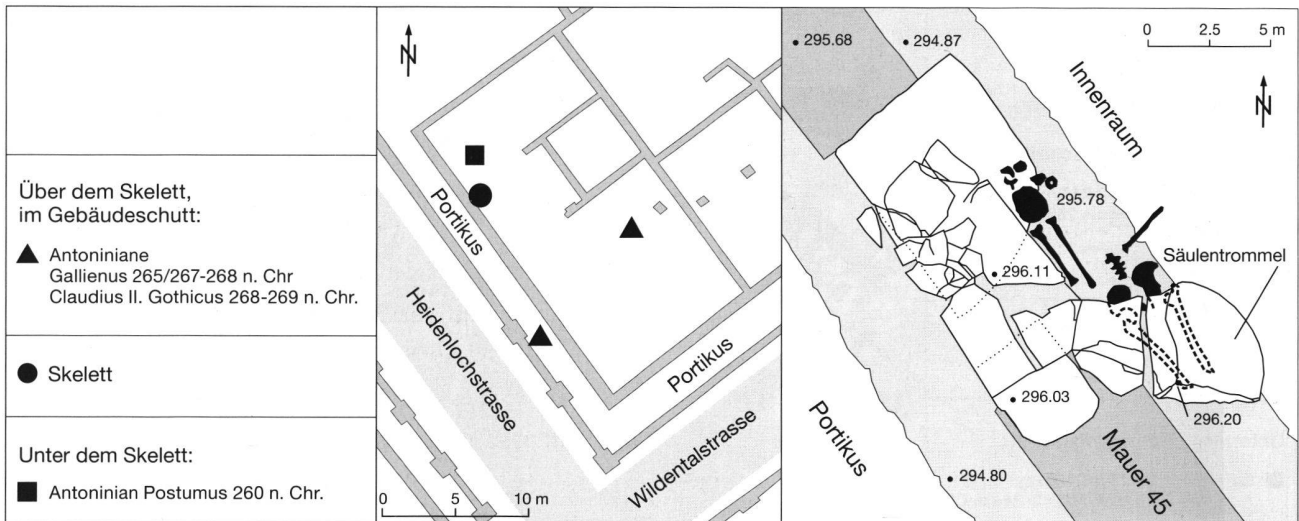 Über dem Skelett,
im Gebäudeschutt:
Antoniniane
Gallienus 265/267-268 n. Chr
Claudius II. Gothicus 268-269 n. Chr.
Skelett
Unter dem Skelett:
Antoninian Postumus 260 n. Chr.
N
Portikus
Heidenlochstrasse
Portikus
Wildentalstrasse
0 5 10 m
295.68
294.87
0 2.5 5 m
Innenraum
N
295.78
Säulentrommel
296.11
296.03
296.20
Portikus
Mauer 45
294.80